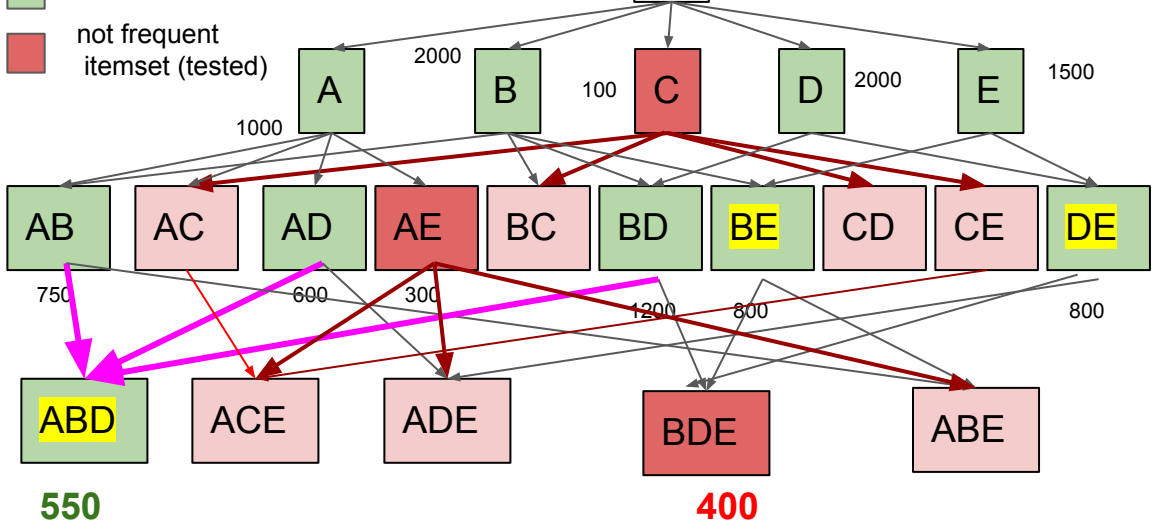 not frequent
itemset (tested)
A
2000
B
100
C
D
2000
E
1500
1000
AB
AC
AD
AE
BC
BD
BE
CD
CE
DE
750
600
300
1200
800
800
ABD
ACE
ADE
BDE
ABE
550
400